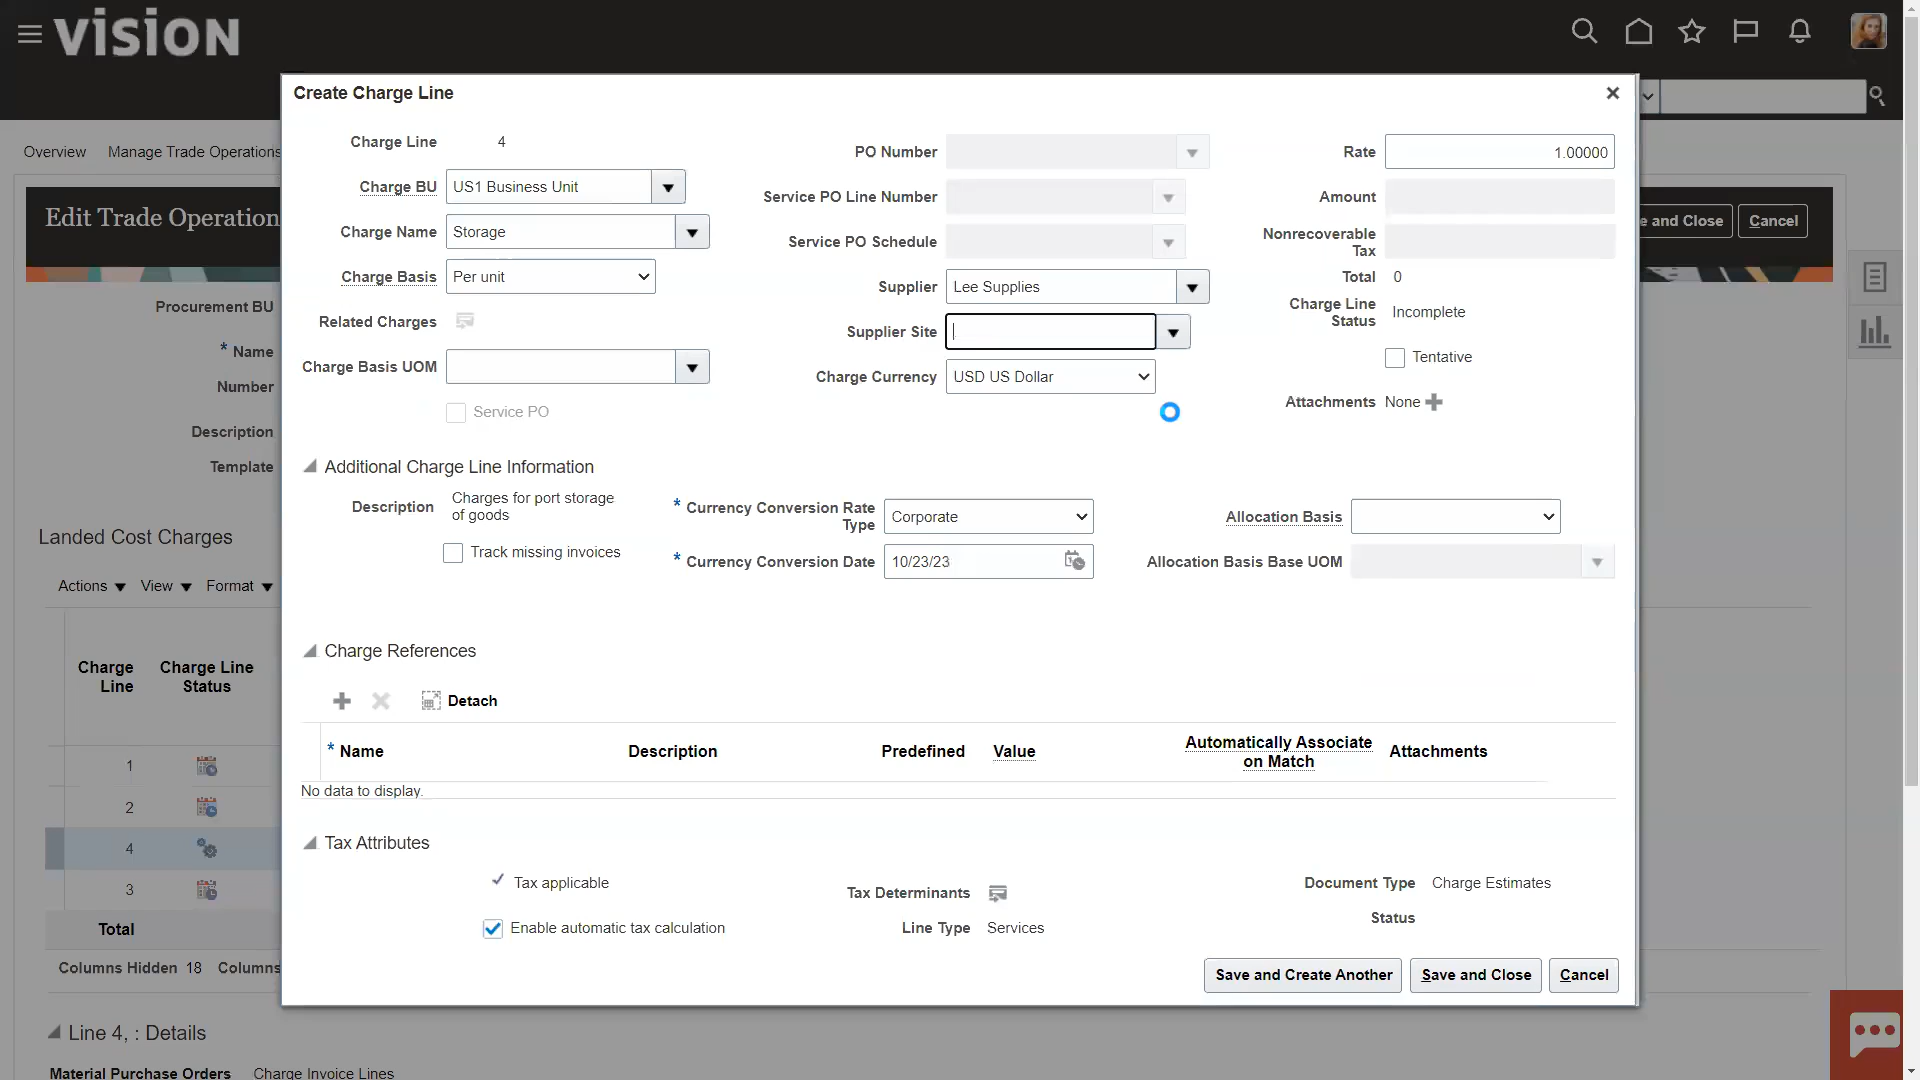 vision
Create Charge Line
Charge Line 4
Charge BU US1 Business Unit
Charge Name Storage
Charge Basis Per unit
Related Charges
Charge Basis UOM
Service PO
PO Number
Service PO Line Number
Service PO Schedule
Supplier Lee Supplies
Supplier Site
Charge Currency USD US Dollar
Rate 1.00000
Amount
Nonrecoverable
Tax
Total 0
Charge Line
Status Incomplete
Tentative
Attachments None
Additional Charge Line Information
Description Charges for port storage
of goods
Track missing invoices
* Currency Conversion Rate
Type Corporate
* Currency Conversion Date 10/23/23
Allocation Basis
Allocation Basis Base UOM
Charge References
Detach
* Name Description Predefined Value Automatically Associate
on Match Attachments
No data to display.
Tax Attributes
Tax applicable
Enable automatic tax calculation
Tax Determinants
Line Type Services
Document Type Charge Estimates
Status
Save and Create Another Save and Close Cancel
Overview Manage Trade Operations
Edit Trade Operation
e and Close Cancel
Procurement BU
* Name
Number
Description
Template
Landed Cost Charges
Actions View Format
Charge
Line
Charge Line
Status
1
2
4
3
Total
Columns Hidden 18 Columns
Line 4, : Details
Material Purchase Orders Charge Invoice Lines